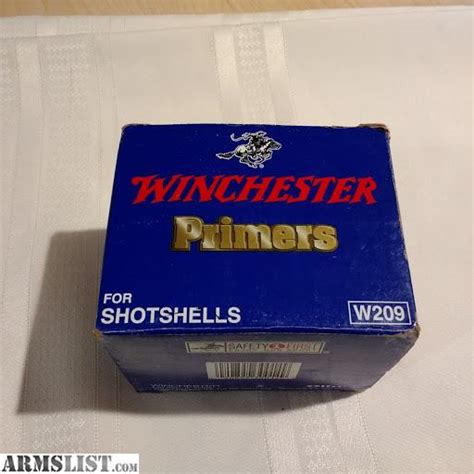 WINCHESTER
Primers
FOR
SHOTSHELLS
W209
SAFETY FIRST
ARMSLIST.com